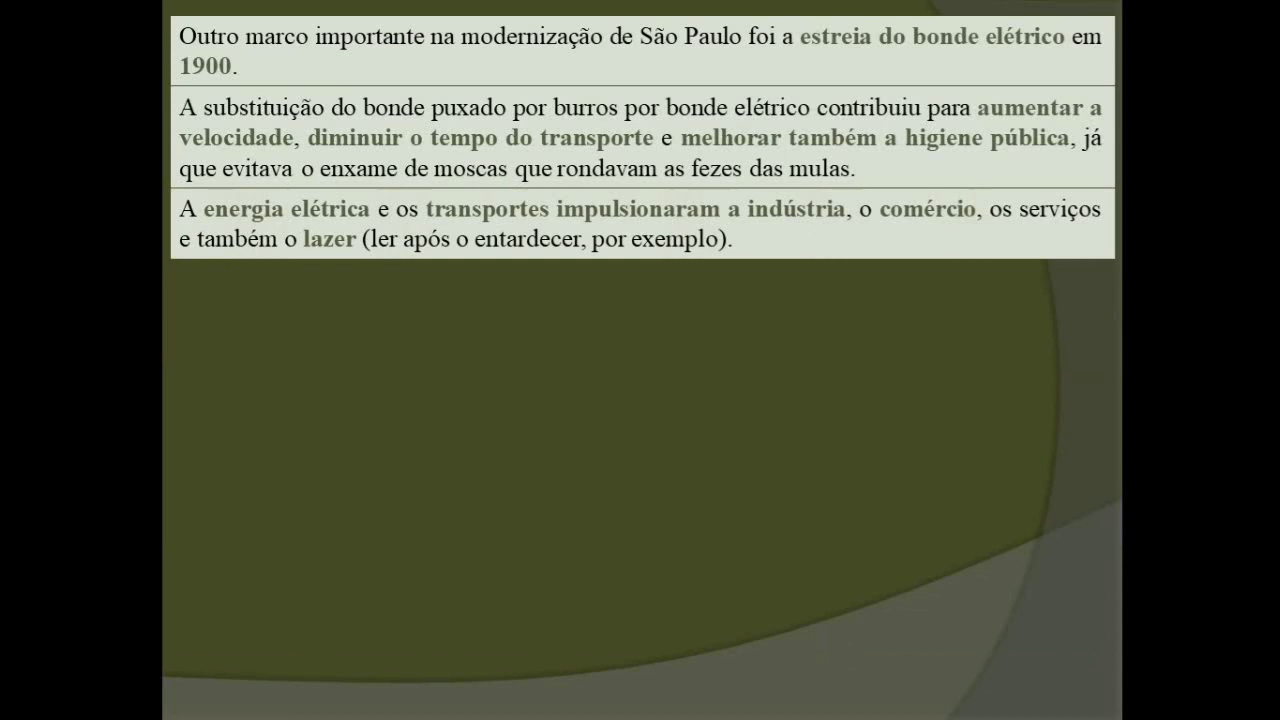 Outro marco importante na modernização de São Paulo foi a estreia do bonde elétrico em
1900.
A substituição do bonde puxado por burros por bonde elétrico contribuiu para aumentar a
velocidade, diminuir o tempo do transporte e melhorar também a higiene pública, já
que evitava o enxame de moscas que rondavam as fezes das mulas.
A energia elétrica e os transportes impulsionaram a indústria, o comércio, os serviços
e também o lazer (ler após o entardecer, por exemplo).